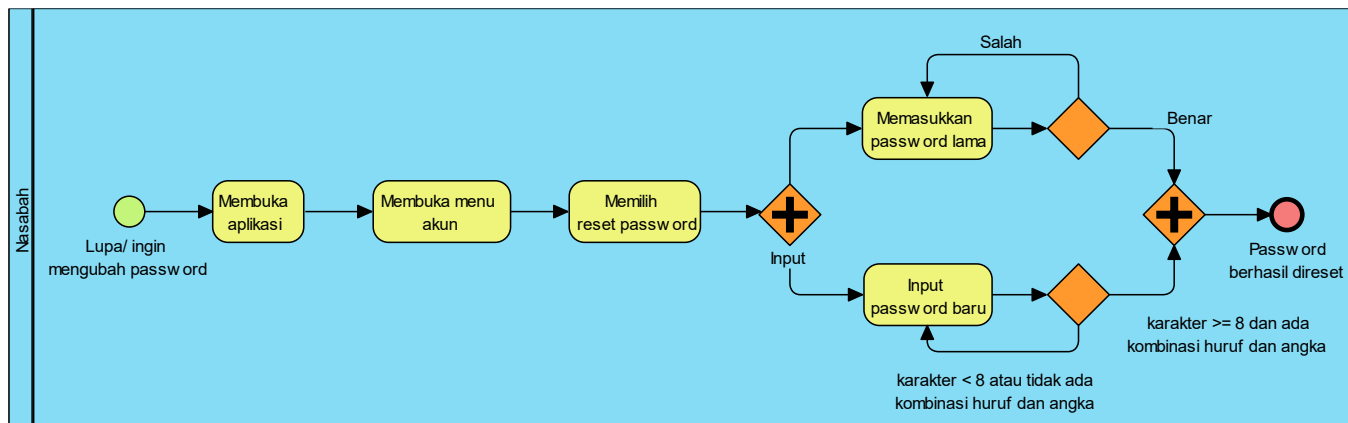 Nasabah
Lupa/ ingin
mengubah password
Membuka
aplikasi
Membuka menu
akun
Memilih
reset password
Input
Memasukkan
password lama
Salah
Benar
Input
password baru
karakter < 8 atau tidak ada
kombinasi huruf dan angka
karakter >= 8 dan ada
kombinasi huruf dan angka
Password
berhasil direset